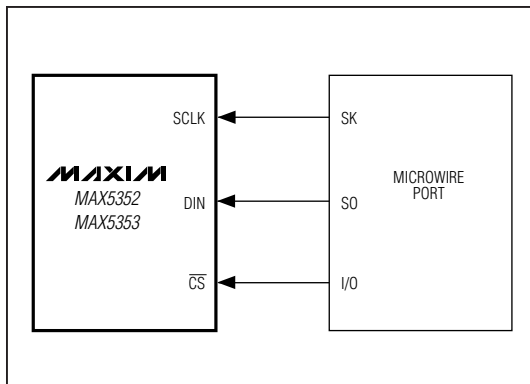 SCLK
SK
MAXIM
MAX5352
MAX5353
DIN
SO
MICROWIRE
PORT
CS
I/O